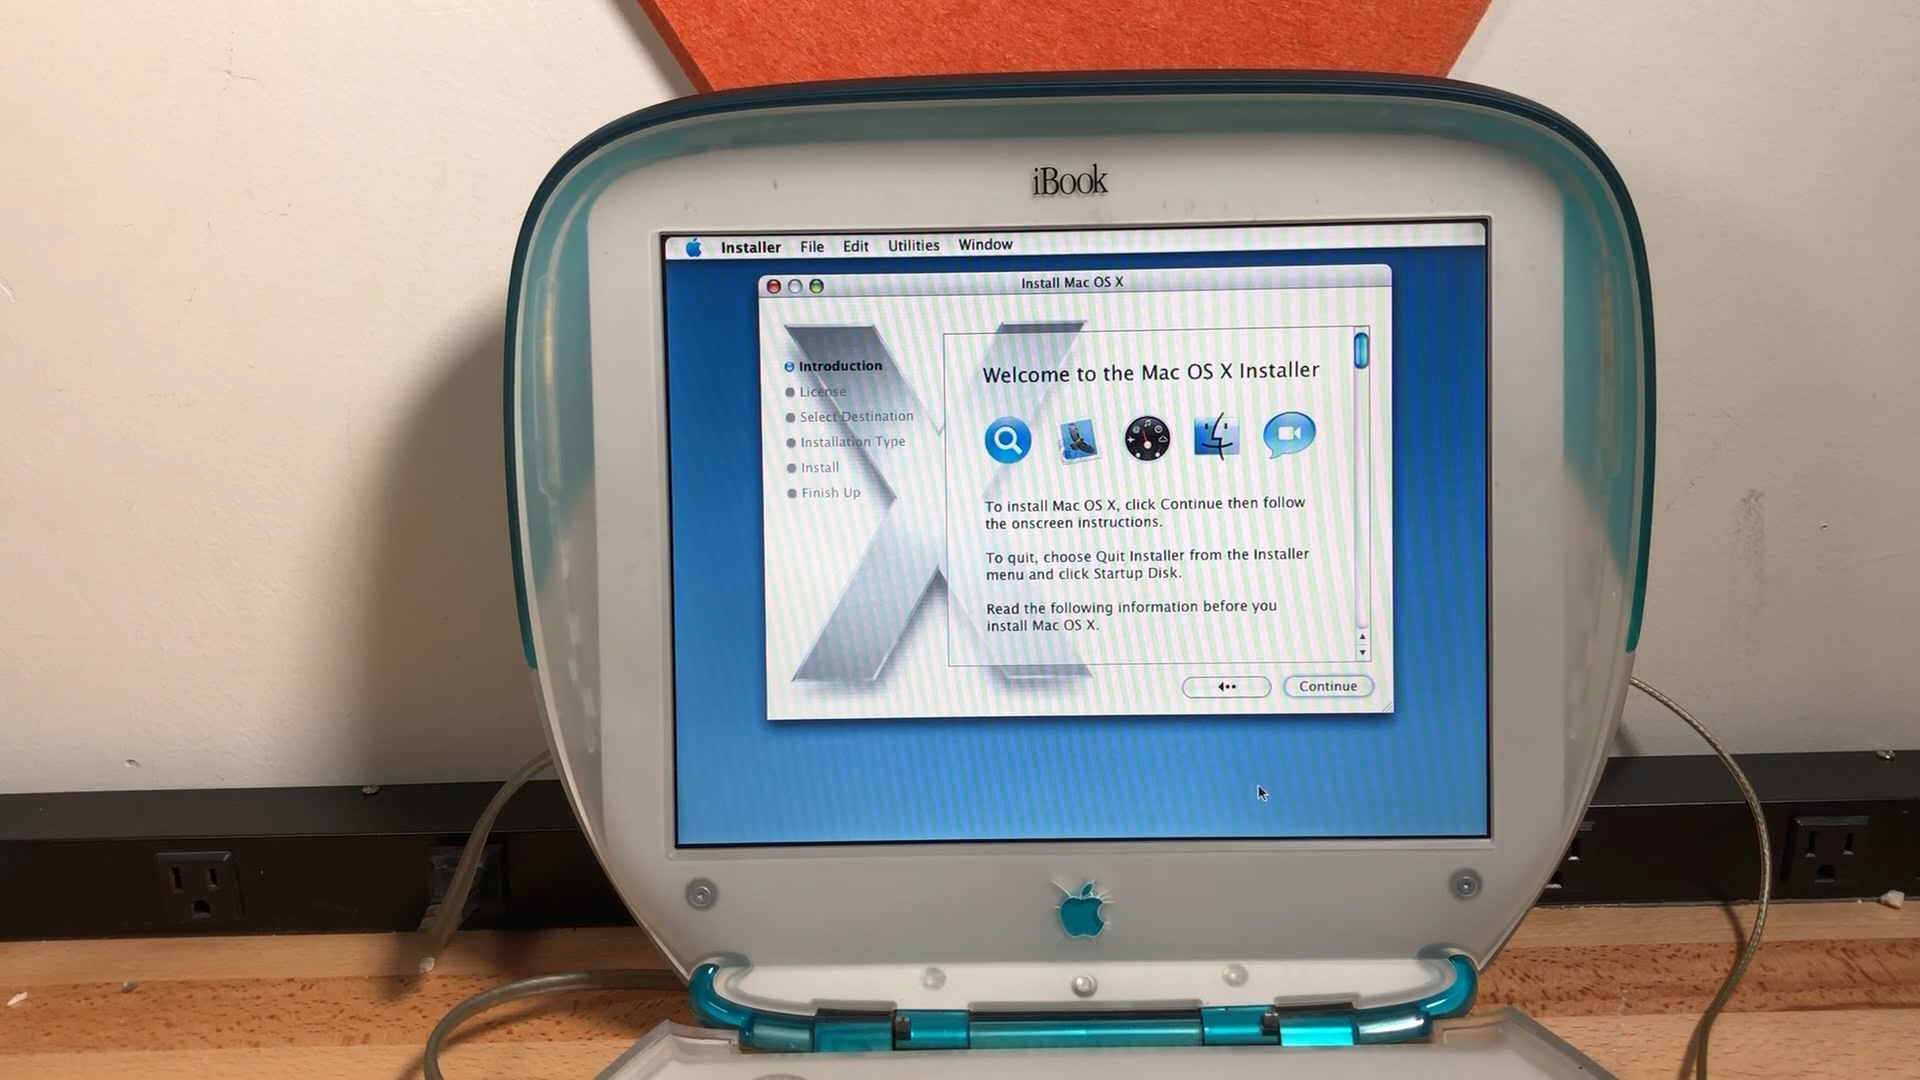 iBook
Installer File Edit Utilities Window
Install Mac OS X
Introduction
License
Select Destination
Installation Type
Install
Finish Up
Welcome to the Mac OS X Installer
To install Mac OS X, click Continue then follow
the onscreen instructions.
To quit, choose Quit Installer from the Installer
menu and click Startup Disk.
Read the following information before you
install Mac OS X.
Continue